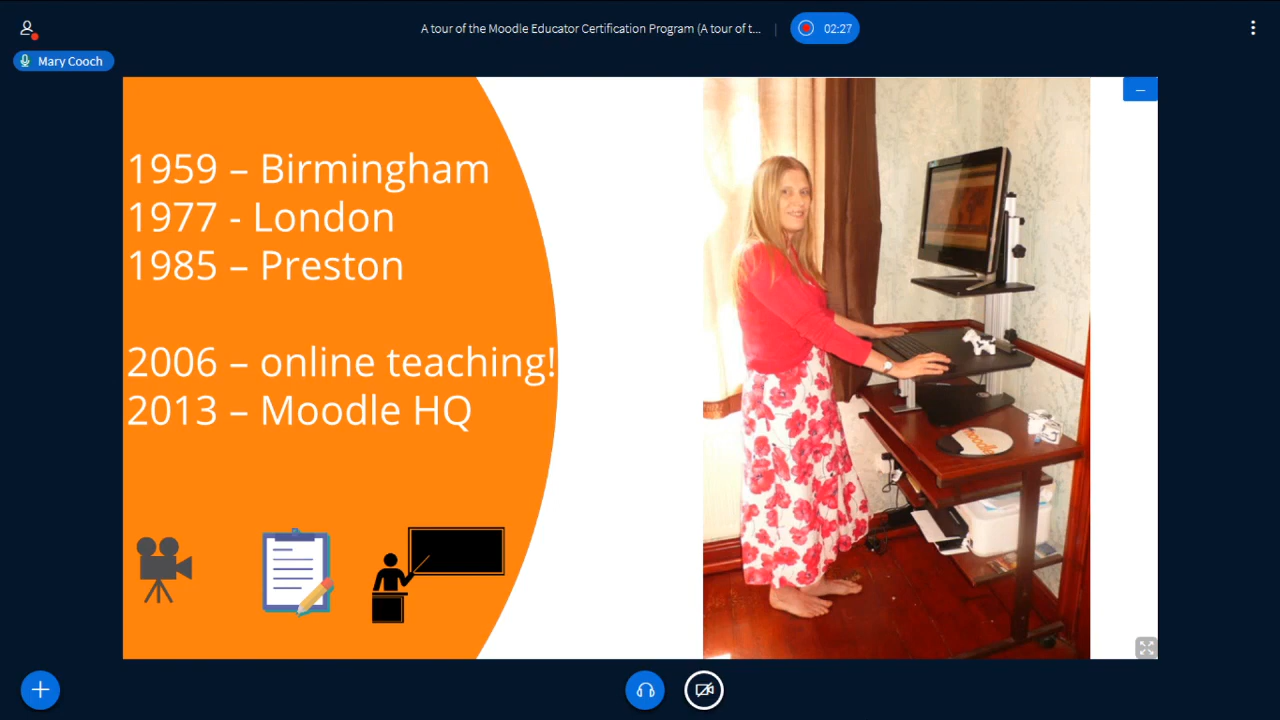 A tour of the Moodle Educator Certification Program (A tour of t...
02:27
Mary Cooch
1959 – Birmingham
1977 - London
1985 – Preston
2006 – online teaching!
2013 – Moodle HQ
moodle